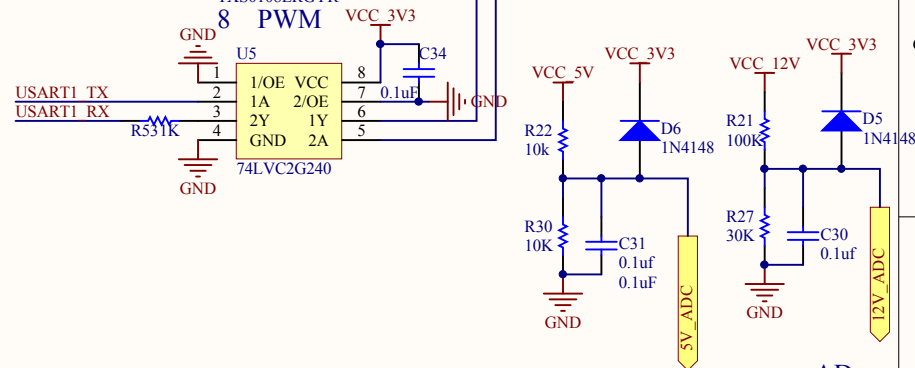 8 PWM
GND
VCC_3V3
U5
C34
0.1uF
GND
1 1/OE VCC 8
2 1A 2/OE 7
3 2Y 1Y 6
4 GND 2A 5
USART1_TX
USART1_RX
R531K
GND
74LVC2G240
VCC_5V
VCC_3V3
R22
10k
D6
1N4148
R30
10K
C31
0.1uf
0.1uF
GND
5V_ADC
VCC_12V
VCC_3V3
R21
100K
D5
1N4148
R27
30K
C30
0.1uf
GND
12V_ADC